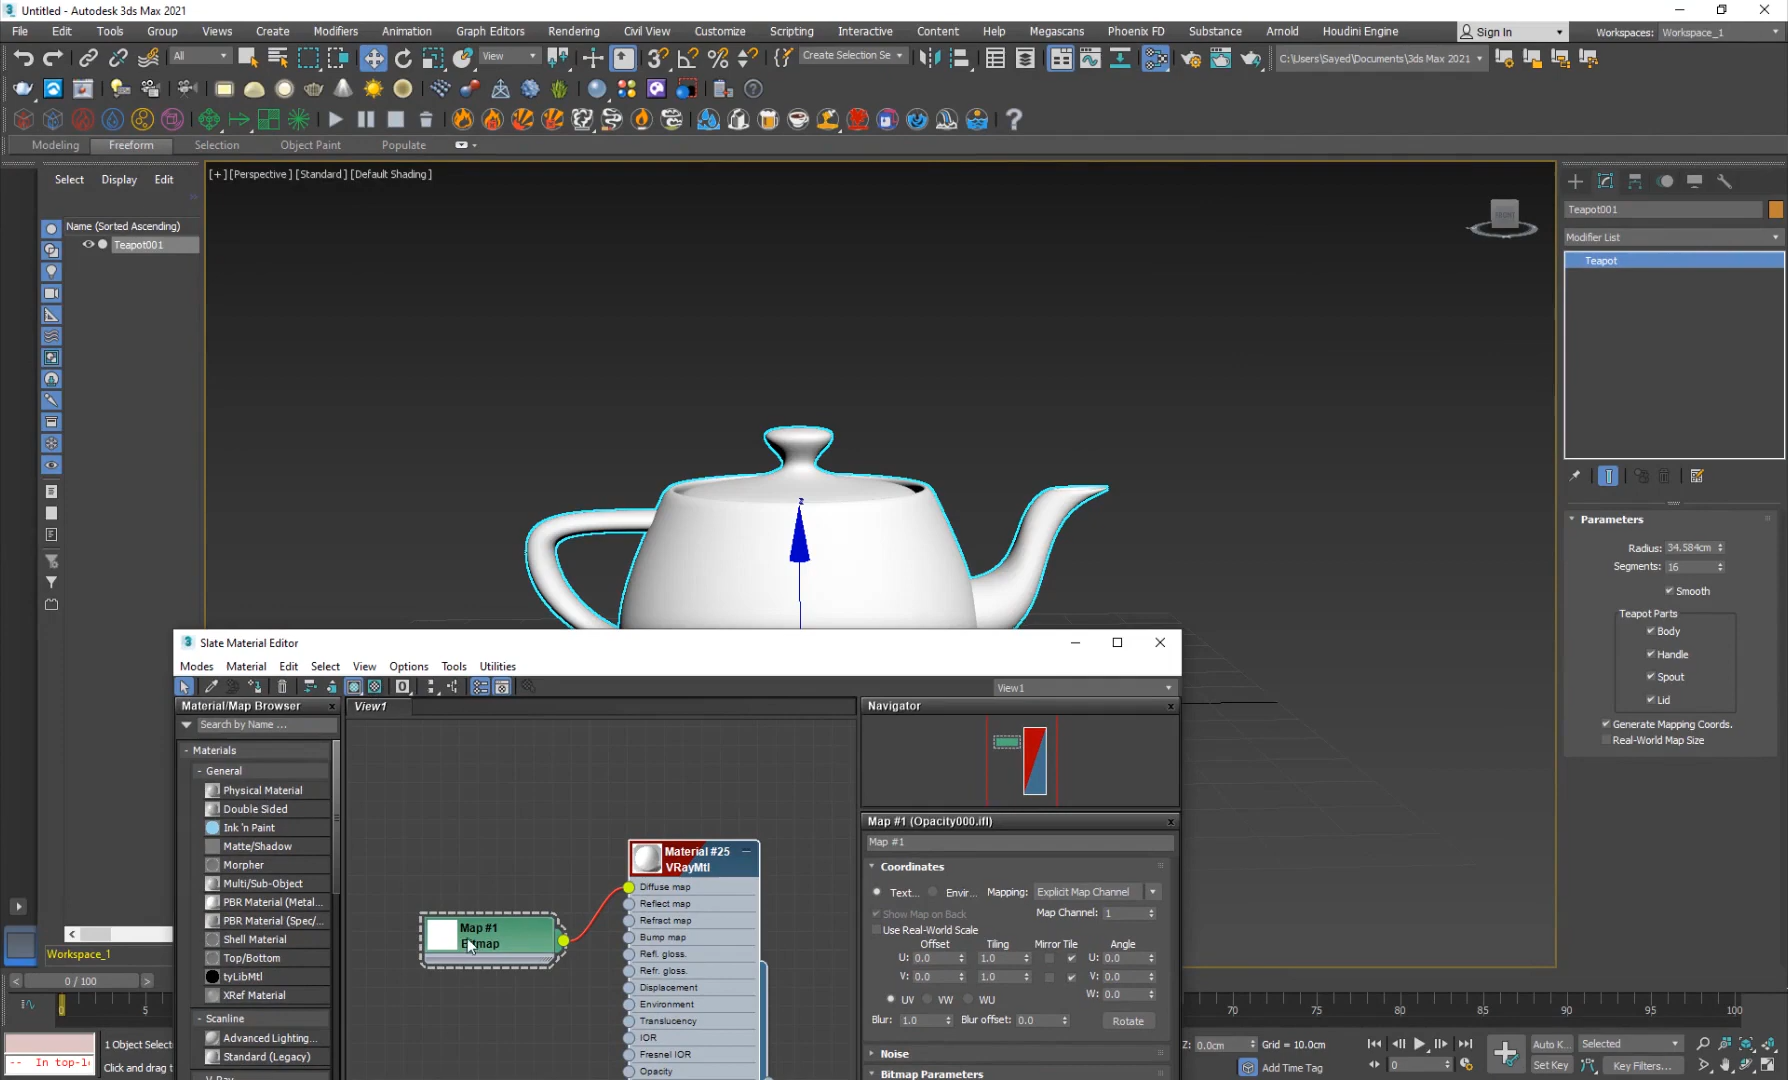 Untitled - Autodesk 3ds Max 2021
File Edit Tools Group Views Create Modifiers Animation Graph Editors Rendering Civil View Customize Scripting Interactive Content Help Megascans Phoenix FD Substance Arnold Houdini Engine Sign In Workspaces: Workspace_1
All View Create Selection Se C:\Users\Sayed\Documents\3ds Max 2021
Modeling Freeform Selection Object Paint Populate
Select Display Edit
[+] [Perspective] [Standard] [Default Shading]
Name (Sorted Ascending)
Teapot001
Teapot001
Modifier List
Teapot
Parameters
Radius: 34.584cm
Segments: 16
Smooth
Teapot Parts
Body
Handle
Spout
Lid
Generate Mapping Coords.
Real-World Map Size
FRONT
z
Slate Material Editor
Modes Material Edit Select View Options Tools Utilities
View1
Material/Map Browser
Search by Name ...
- Materials
- General
Physical Material
Double Sided
Ink 'n Paint
Matte/Shadow
Morpher
Multi/Sub-Object
PBR Material (Metal...
PBR Material (Spec/...
Shell Material
Top/Bottom
tyLibMtl
XRef Material
- Scanline
Advanced Lighting...
Standard (Legacy)
View1
Map #1
Bitmap
Material #25
VRayMtl
Diffuse map
Reflect map
Refract map
Bump map
Refl. gloss.
Refr. gloss.
Displacement
Environment
Translucency
IOR
Fresnel IOR
Opacity
Navigator
Map #1 (Opacity000.ifl)
Map #1
Coordinates
Text... Envir... Mapping: Explicit Map Channel
Show Map on Back Map Channel: 1
Use Real-World Scale
Offset Tiling Mirror Tile Angle
U: 0.0 1.0 U: 0.0
V: 0.0 1.0 V: 0.0
UV VW WU W: 0.0
Blur: 1.0 Blur offset: 0.0 Rotate
Noise
Bitmap Parameters
Workspace_1
0 / 100
0 5 70 75 80 85 90 95 100
1 Object Select
-- In top-l
Click and drag t
Z: 0.0cm Grid = 10.0cm Auto K... Selected
Add Time Tag 0 Set Key Key Filters...